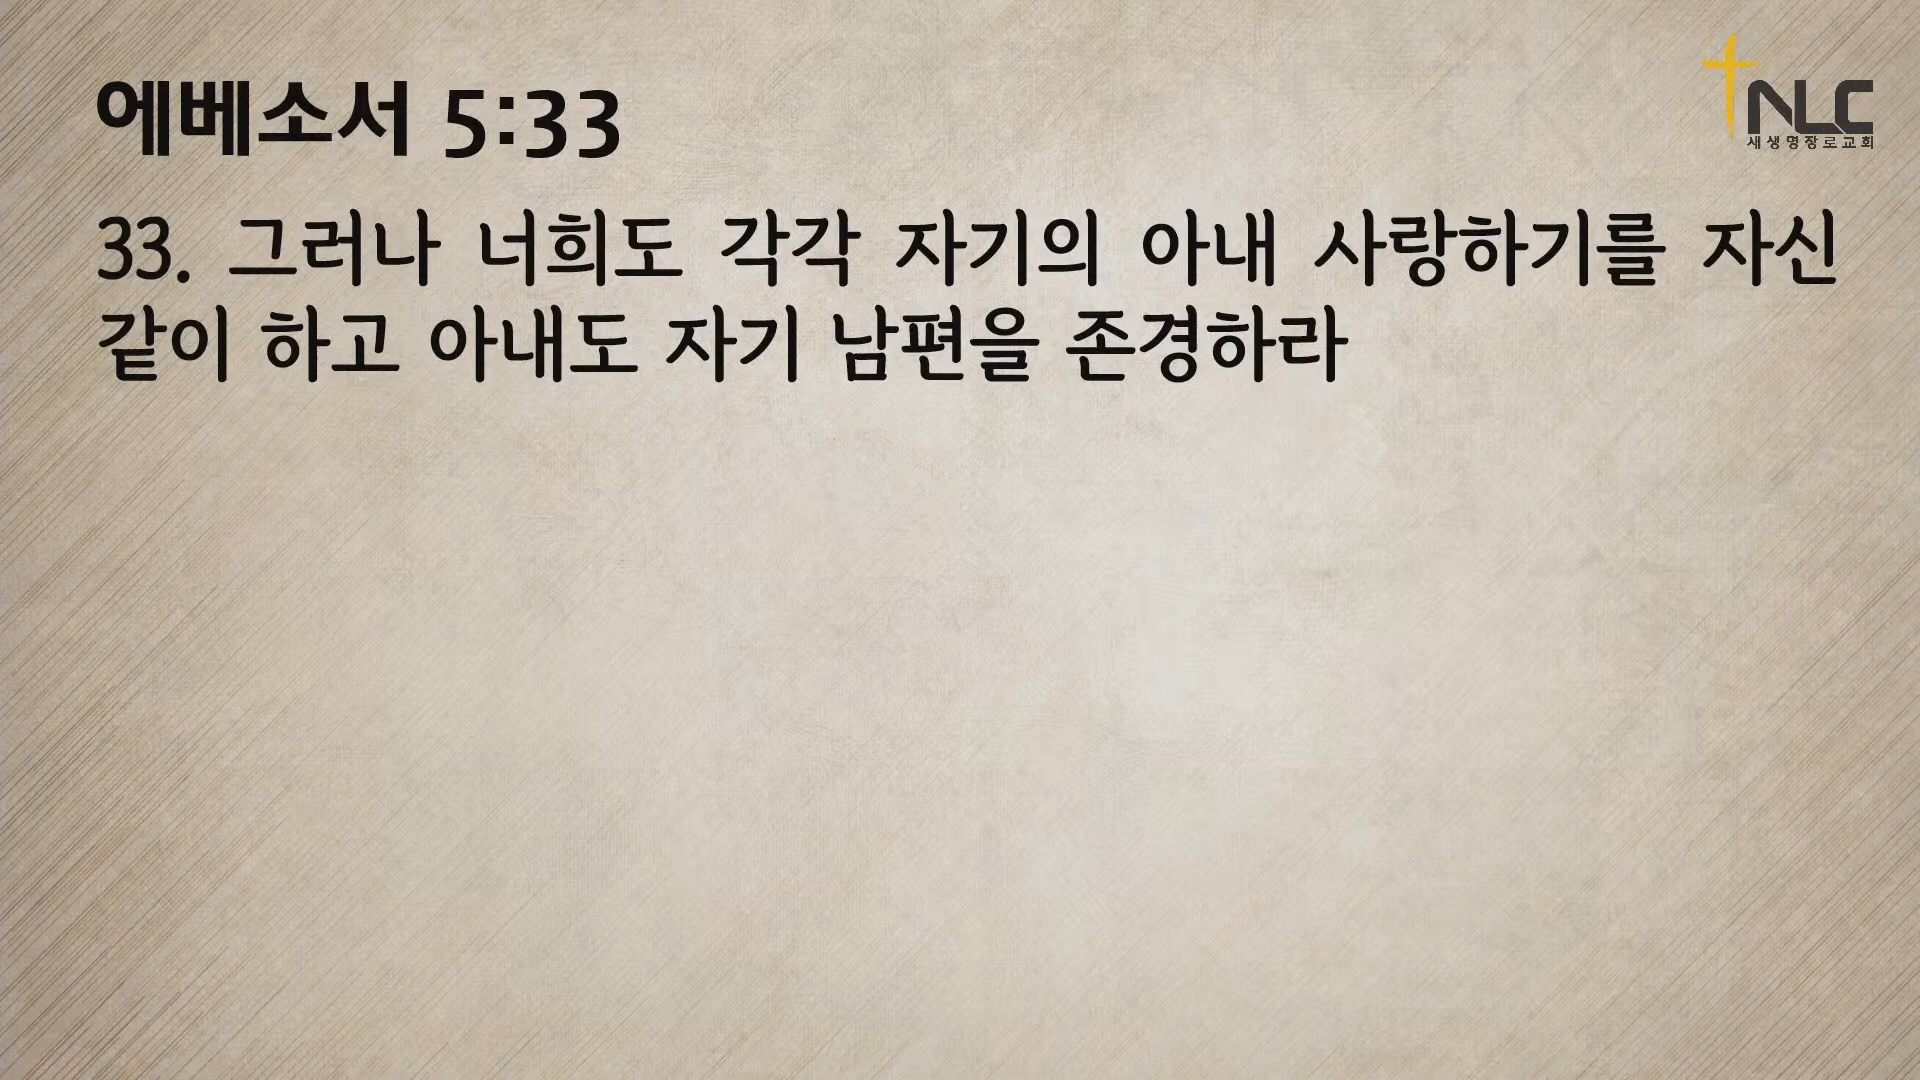 에베소서 5:33
NLC
새생명장로교회
33. 그러나 너희도 각각 자기의 아내 사랑하기를 자신
같이 하고 아내도 자기 남편을 존경하라